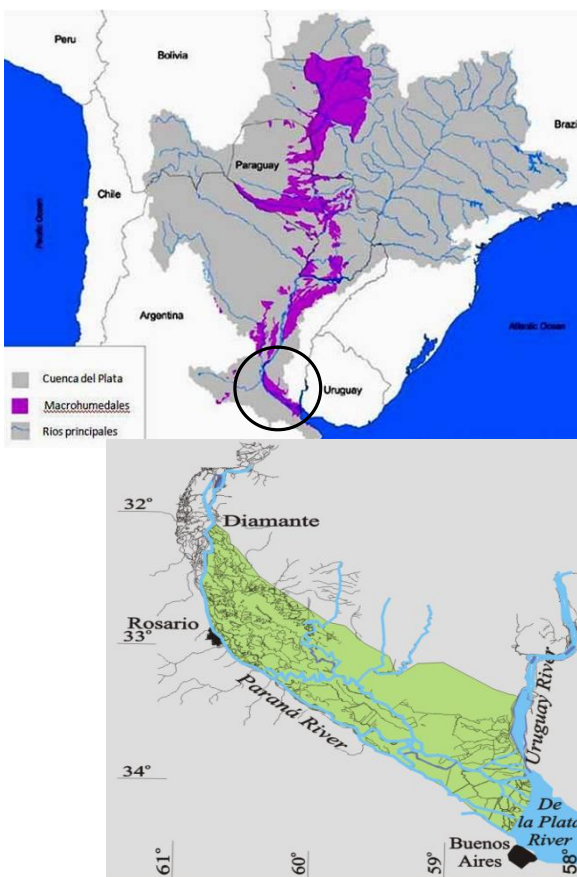 Peru
Bolivia
Brazi
Paraguay
Chile
Pacific Ocean
Argentina
Atlantic Ocean
Uruguay
Cuenca del Plata
Macrohumedales
Rios principales
32°
Diamante
Rosario
33°
Paraná River
Uruguay River
34°
De
la Plata
River
Buenos
Aires
61°
60°
59°
58°